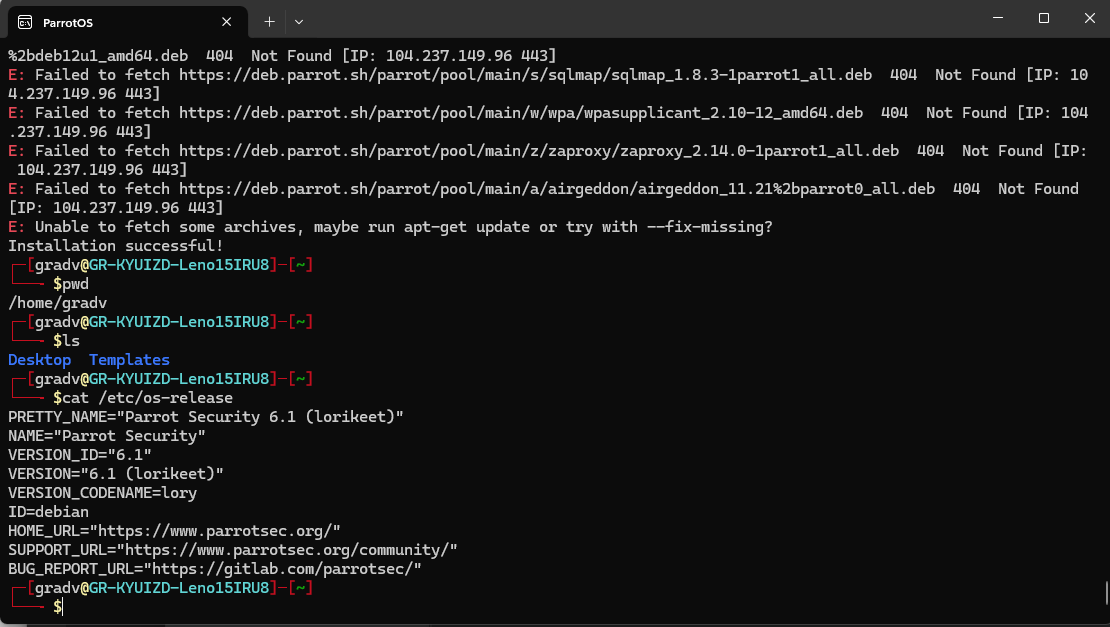 ParrotOS
%2bdeb12u1_amd64.deb  404  Not Found [IP: 104.237.149.96 443]
E: Failed to fetch https://deb.parrot.sh/parrot/pool/main/s/sqlmap/sqlmap_1.8.3-1parrot1_all.deb  404  Not Found [IP: 10
4.237.149.96 443]
E: Failed to fetch https://deb.parrot.sh/parrot/pool/main/w/wpa/wpasupplicant_2.10-12_amd64.deb  404  Not Found [IP: 104
.237.149.96 443]
E: Failed to fetch https://deb.parrot.sh/parrot/pool/main/z/zaproxy/zaproxy_2.14.0-1parrot1_all.deb  404  Not Found [IP:
 104.237.149.96 443]
E: Failed to fetch https://deb.parrot.sh/parrot/pool/main/a/airgeddon/airgeddon_11.21%2bparrot0_all.deb  404  Not Found
[IP: 104.237.149.96 443]
E: Unable to fetch some archives, maybe run apt-get update or try with --fix-missing?
Installation successful!
┌─[gradv@GR-KYUIZD-Leno15IRU8]─[~]
└──╼ $pwd
/home/gradv
┌─[gradv@GR-KYUIZD-Leno15IRU8]─[~]
└──╼ $ls
Desktop  Templates
┌─[gradv@GR-KYUIZD-Leno15IRU8]─[~]
└──╼ $cat /etc/os-release
PRETTY_NAME="Parrot Security 6.1 (lorikeet)"
NAME="Parrot Security"
VERSION_ID="6.1"
VERSION="6.1 (lorikeet)"
VERSION_CODENAME=lory
ID=debian
HOME_URL="https://www.parrotsec.org/"
SUPPORT_URL="https://www.parrotsec.org/community/"
BUG_REPORT_URL="https://gitlab.com/parrotsec/"
┌─[gradv@GR-KYUIZD-Leno15IRU8]─[~]
└──╼ $